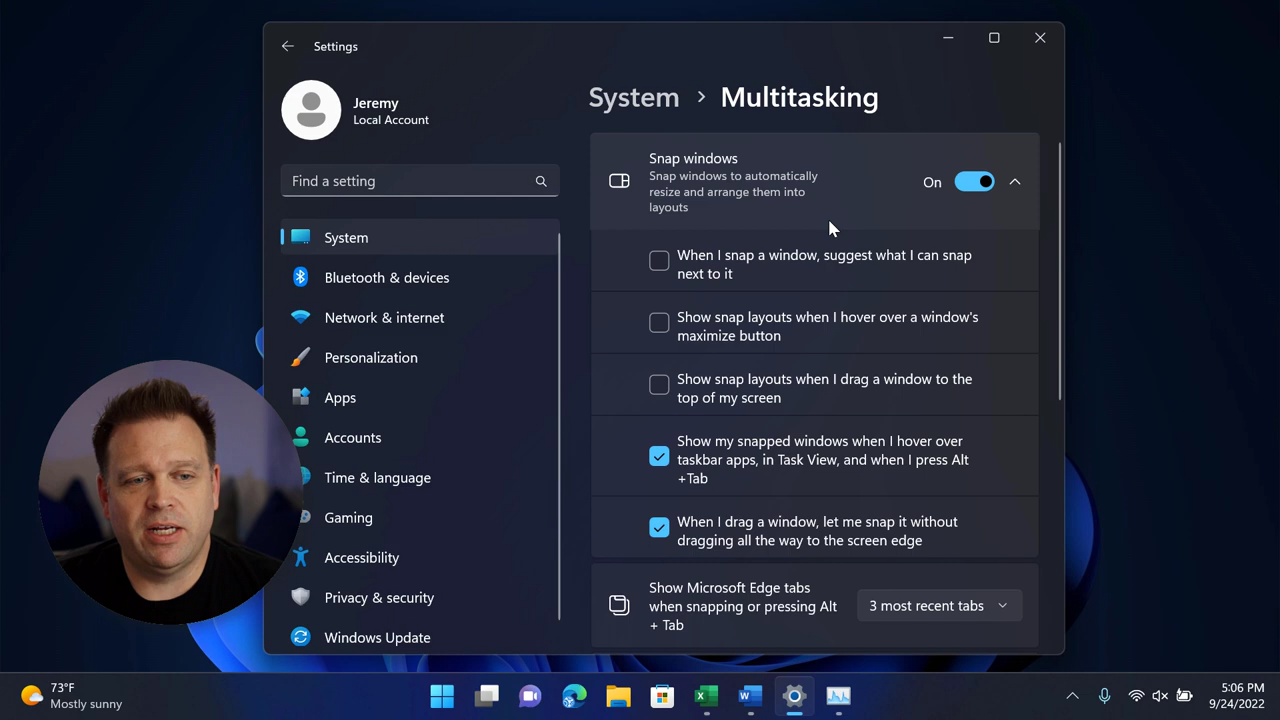 Settings
Jeremy
Local Account
Find a setting
System
Bluetooth & devices
Network & internet
Personalization
Apps
Accounts
Time & language
Gaming
Accessibility
Privacy & security
Windows Update
System > Multitasking
Snap windows
Snap windows to automatically
resize and arrange them into
layouts
On
When I snap a window, suggest what I can snap
next to it
Show snap layouts when I hover over a window's
maximize button
Show snap layouts when I drag a window to the
top of my screen
Show my snapped windows when I hover over
taskbar apps, in Task View, and when I press Alt
+Tab
When I drag a window, let me snap it without
dragging all the way to the screen edge
Show Microsoft Edge tabs
when snapping or pressing Alt
+ Tab
3 most recent tabs
73°F
Mostly sunny
5:06 PM
9/24/2022